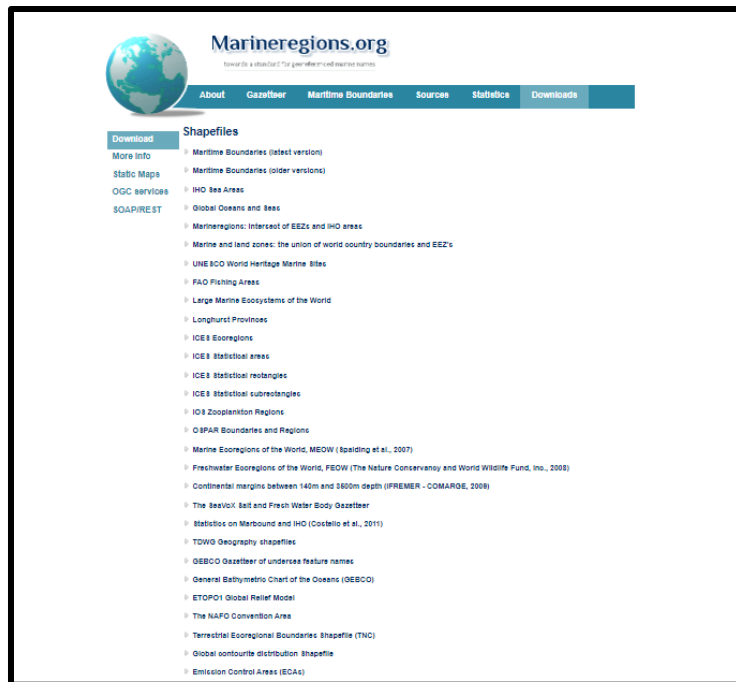 Marineregions.org
towards a standard for georeferenced marine names
About Gazetteer Maritime Boundaries Sources Statistics Downloads
Download
More info
Static Maps
OGC services
SOAP/REST
Shapefiles
Maritime Boundaries (latest version)
Maritime Boundaries (older versions)
IHO Sea Areas
Global Oceans and Seas
Marineregions: intersect of EEZs and IHO areas
Marine and land zones: the union of world country boundaries and EEZ's
UNESCO World Heritage Marine Sites
FAO Fishing Areas
Large Marine Ecosystems of the World
Longhurst Provinces
ICES Ecoregions
ICES Statistical areas
ICES Statistical rectangles
ICES Statistical subrectangles
IOS Zooplankton Regions
OSPAR Boundaries and Regions
Marine Ecoregions of the World, MEOW (Spalding et al., 2007)
Freshwater Ecoregions of the World, FEOW (The Nature Conservancy and World Wildlife Fund, Inc., 2008)
Continental margins between 140m and 3500m depth (IFREMER - COMARGE, 2009)
The SeaVoX Salt and Fresh Water Body Gazetteer
Statistics on Marbound and IHO (Costello et al., 2011)
TDWG Geography shapefiles
GEBCO Gazetteer of undersea feature names
General Bathymetric Chart of the Oceans (GEBCO)
ETOPO1 Global Relief Model
The NAFO Convention Area
Terrestrial Ecoregional Boundaries Shapefile (TNC)
Global contourite distribution Shapefile
Emission Control Areas (ECAs)